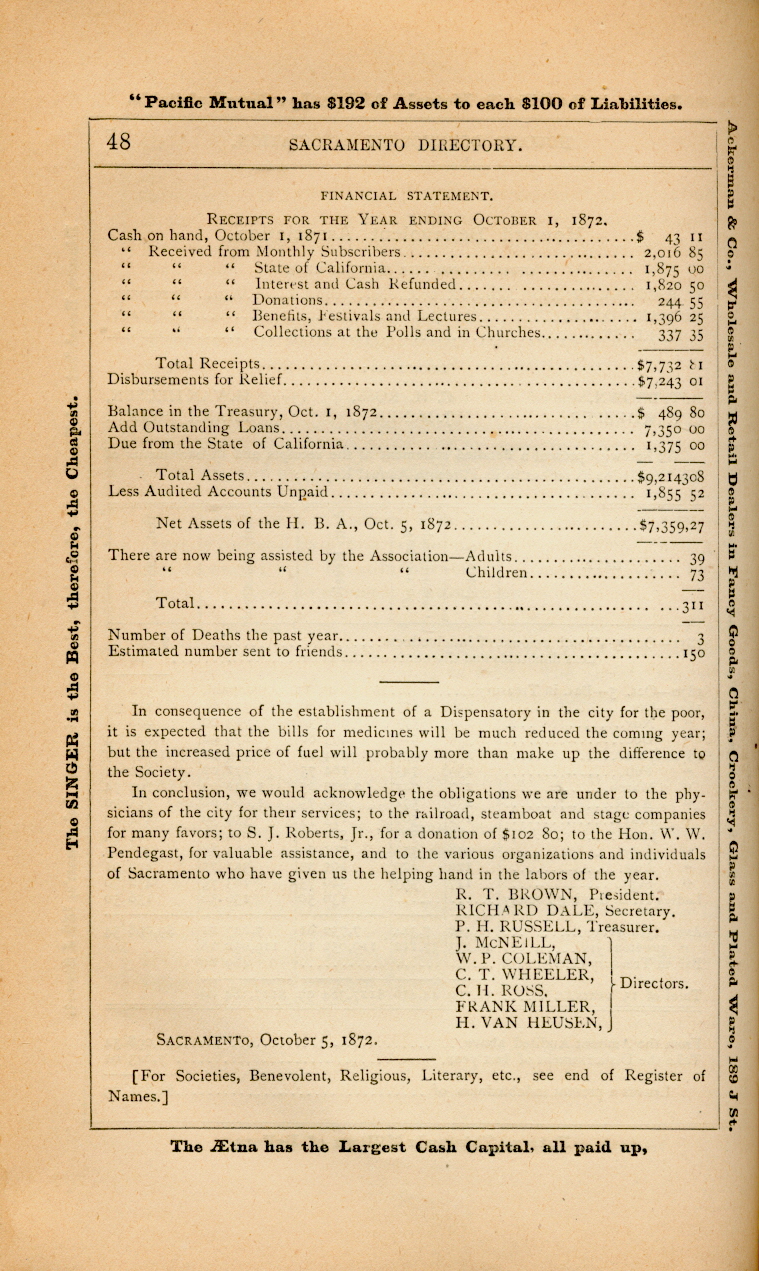 "Pacific Mutual" has $192 of Assets to each $100 of Liabilities.
48 SACRAMENTO DIRECTORY.
FINANCIAL STATEMENT.
RECEIPTS FOR THE YEAR ENDING OCTOBER 1, 1872.
Cash on hand, October 1, 1871........$ 43 11
" Received from Monthly Subscribers........ 2,016 85
" " " State of California........ 1,875 00
" " " Interest and Cash Refunded........ 1,820 50
" " " Donations........ 244 55
" " " Benefits, Festivals and Lectures........ 1,396 25
" " " Collections at the Polls and in Churches........ 337 35
Total Receipts........$7,732 81
Disbursements for Relief........$7,243 01
Balance in the Treasury, Oct. 1, 1872........$ 489 80
Add Outstanding Loans........ 7,350 00
Due from the State of California........ 1,375 00
Total Assets........$9,214308
Less Audited Accounts Unpaid........ 1,855 52
Net Assets of the H. B. A., Oct. 5, 1872........$7,359,27
There are now being assisted by the Association—Adults........ 39
" " " Children........ 73
Total........311
Number of Deaths the past year........ 3
Estimated number sent to friends........150
In consequence of the establishment of a Dispensatory in the city for the poor,
it is expected that the bills for medicines will be much reduced the coming year;
but the increased price of fuel will probably more than make up the difference to
the Society.
In conclusion, we would acknowledge the obligations we are under to the phy-
sicians of the city for their services; to the railroad, steamboat and stage companies
for many favors; to S. J. Roberts, Jr., for a donation of $102 80; to the Hon. W. W.
Pendegast, for valuable assistance, and to the various organizations and individuals
of Sacramento who have given us the helping hand in the labors of the year.
R. T. BROWN, President.
RICHARD DALE, Secretary.
P. H. RUSSELL, Treasurer.
J. McNEILL,
W. P. COLEMAN,
C. T. WHEELER,
C. H. ROSS,
FRANK MILLER,
H. VAN HEUSEN,
Directors.
SACRAMENTO, October 5, 1872.
[For Societies, Benevolent, Religious, Literary, etc., see end of Register of
Names.]
The Ætna has the Largest Cash Capital, all paid up,
The SINGER is the Best, therefore, the Cheapest.
Ackerman & Co., Wholesale and Retail Dealers in Fancy Goods, China, Crockery, Glass and Plated Ware, 189 J St.